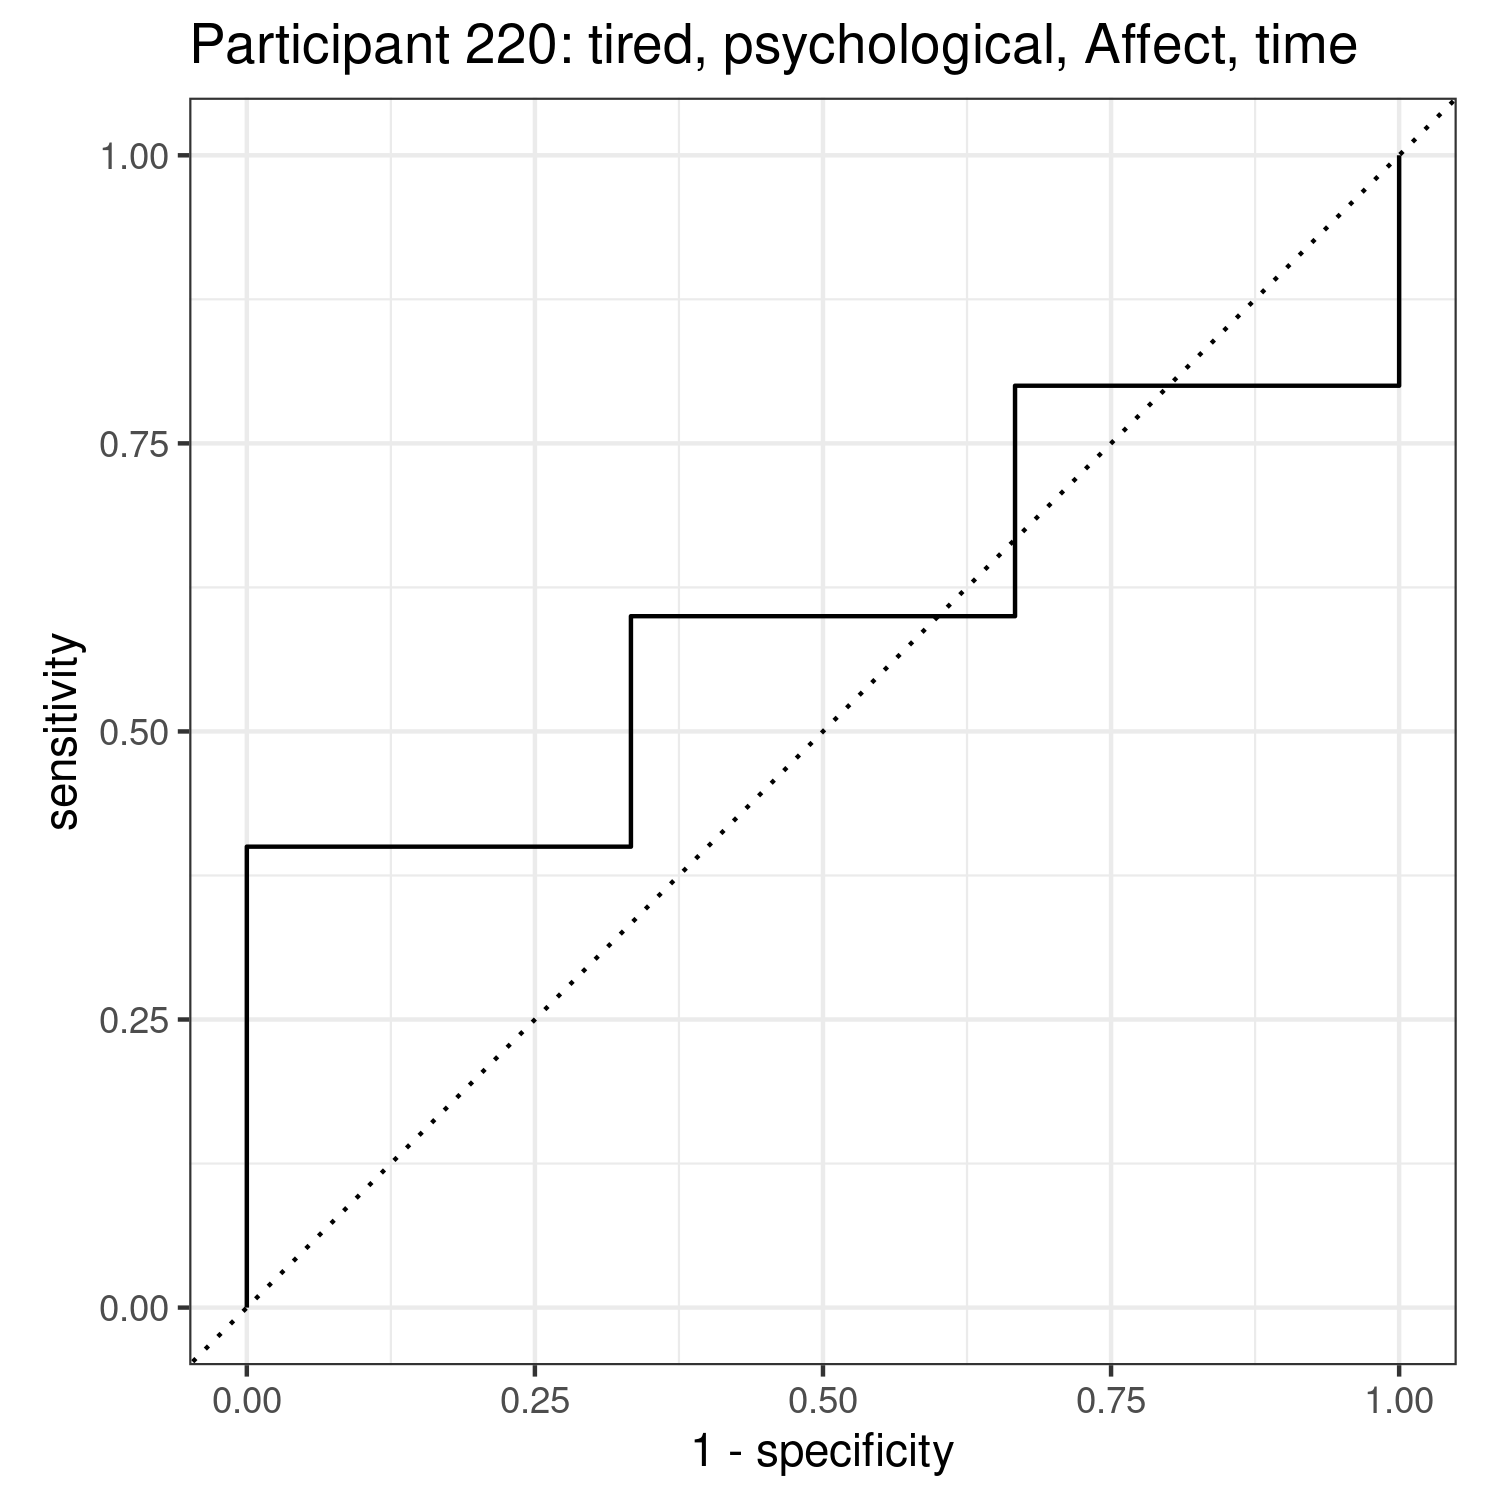 Participant 220: tired, psychological, Affect, time
1.00
0.75
0.50
0.25
0.00
sensitivity
0.00 0.25 0.50 0.75 1.00
1 - specificity